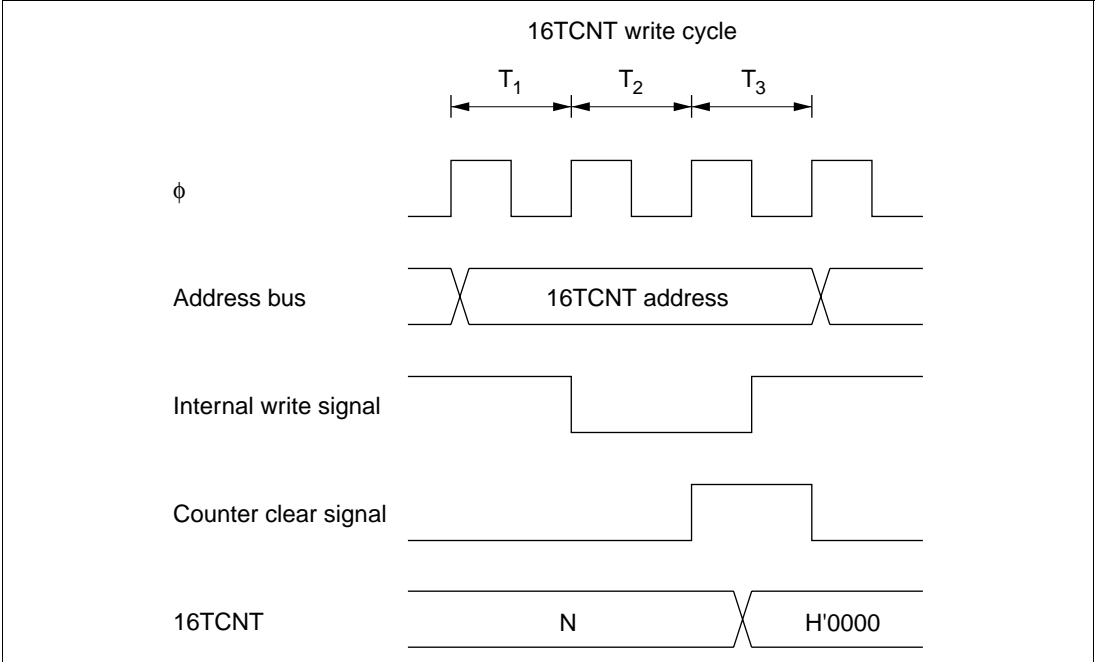 16TCNT write cycle
T1 T2 T3
φ
Address bus
16TCNT address
Internal write signal
Counter clear signal
16TCNT
N
H'0000